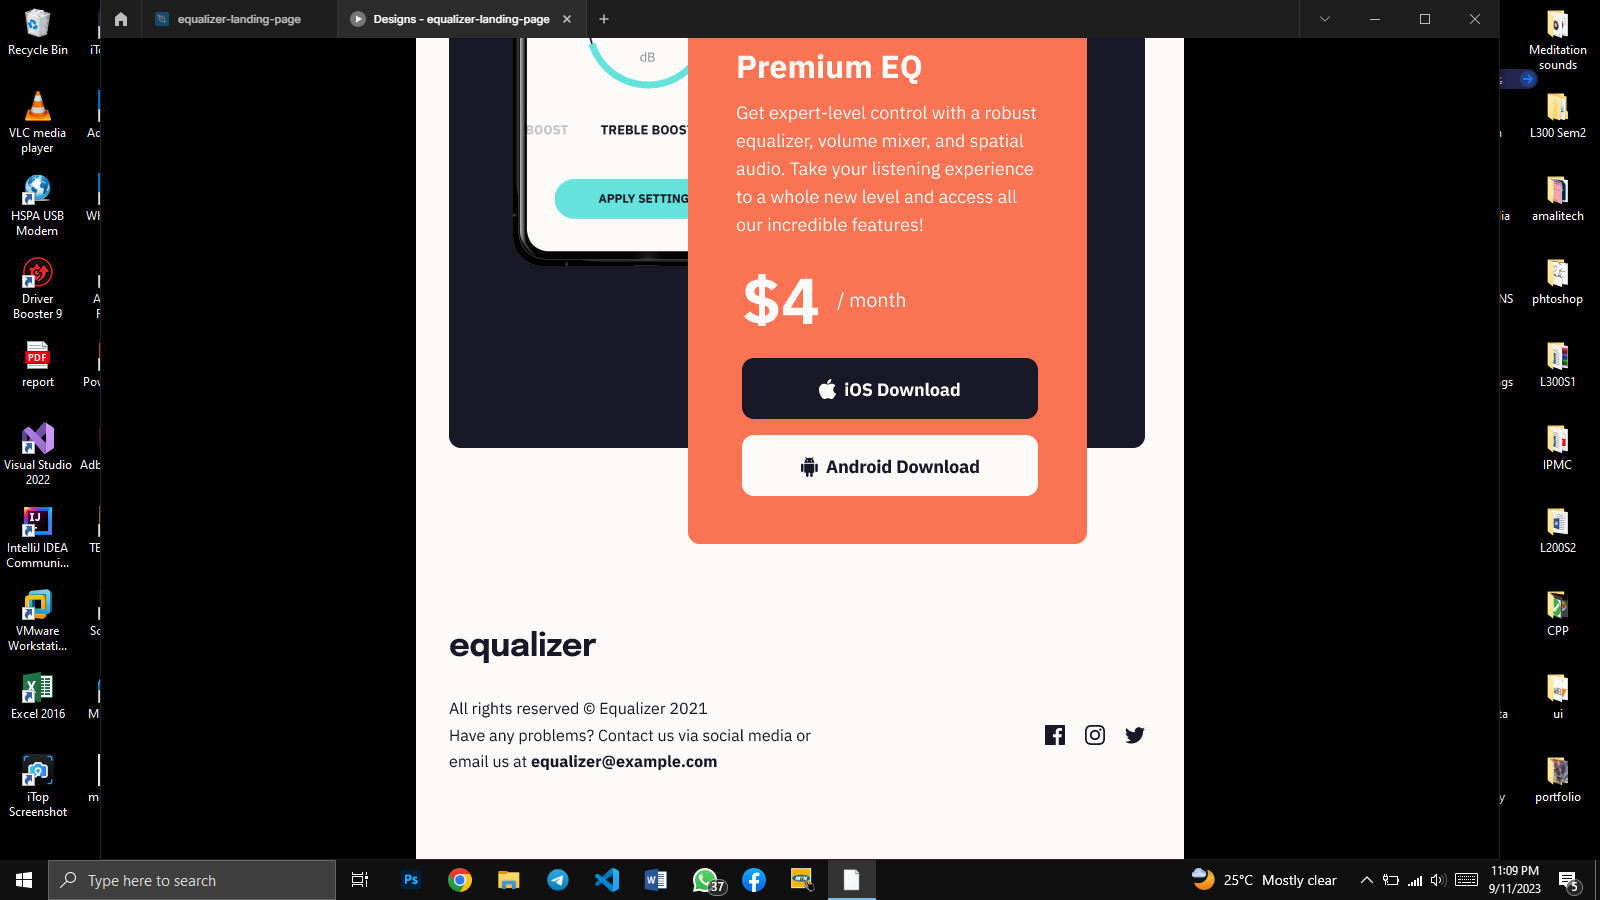 equalizer-landing-page
Designs - equalizer-landing-page
Recycle Bin
VLC media
player
HSPA USB
Modem
Driver
Booster 9
PDF
report
Visual Studio
2022
IJ
IntelliJ IDEA
Communi...
VMware
Workstati...
Excel 2016
iTop
Screenshot
dB
BOOST
TREBLE BOOS
APPLY SETTING
Premium EQ
Get expert-level control with a robust
equalizer, volume mixer, and spatial
audio. Take your listening experience
to a whole new level and access all
our incredible features!
$4 / month
iOS Download
Android Download
equalizer
All rights reserved © Equalizer 2021
Have any problems? Contact us via social media or
email us at equalizer@example.com
Meditation
sounds
L300 Sem2
amalitech
phtoshop
L300S1
IPMC
L200S2
CPP
ui
portfolio
Type here to search
Ps
37
25°C Mostly clear
11:09 PM
9/11/2023
5